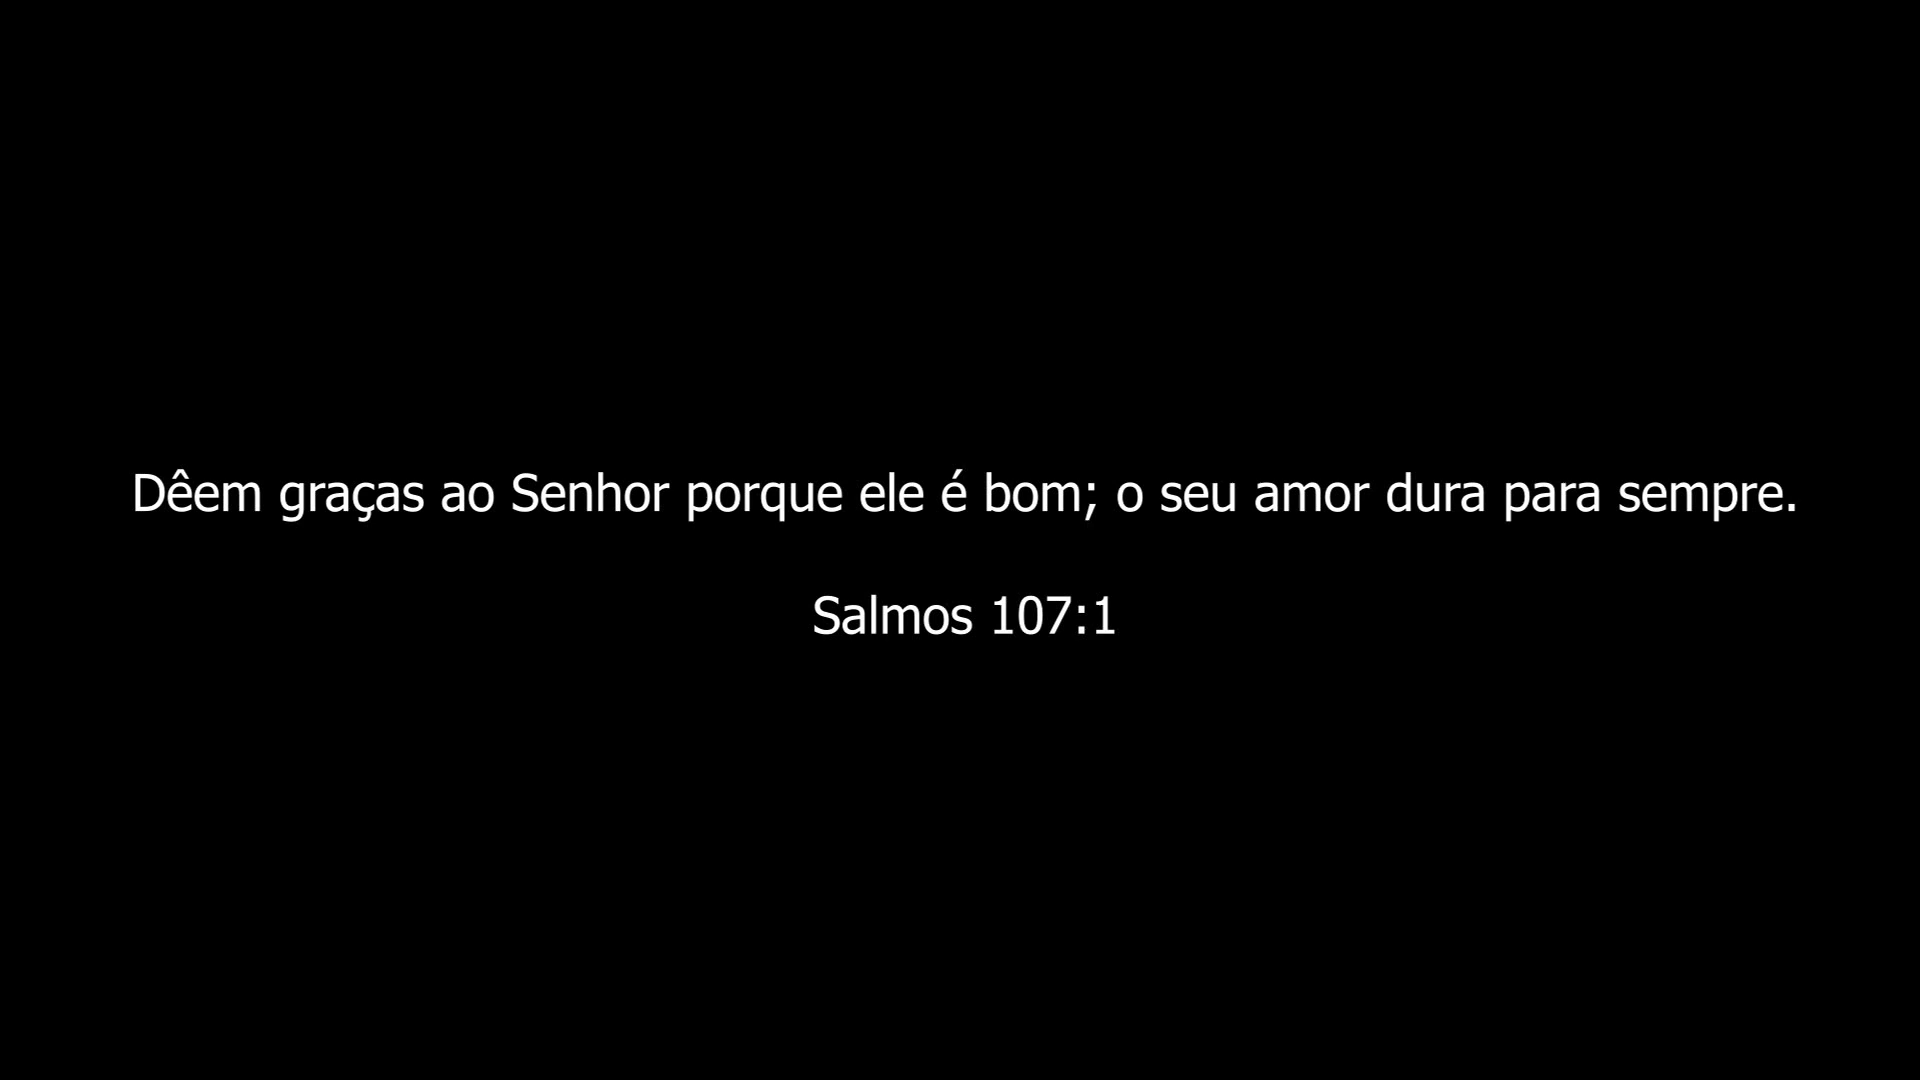 Dêem graças ao Senhor porque ele é bom; o seu amor dura para sempre.
Salmos 107:1